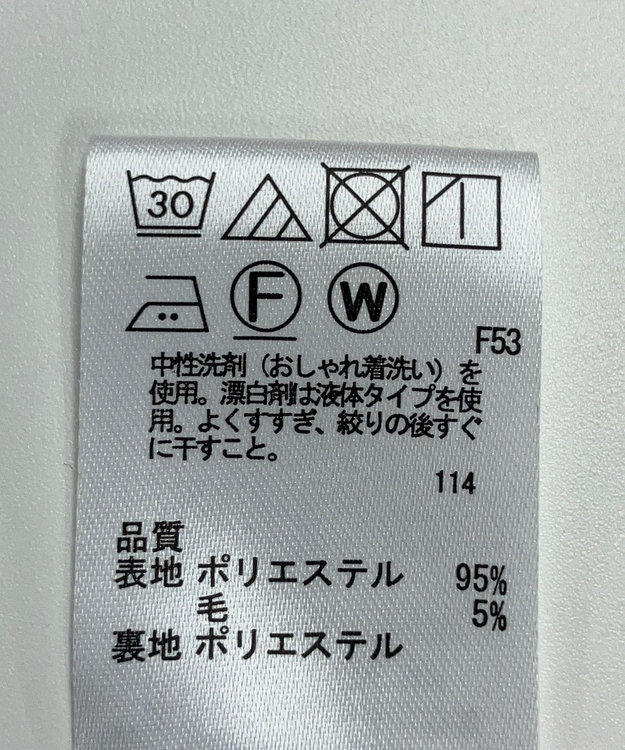 30
F W
F53
中性洗剤（おしゃれ着洗い）を
使用。漂白剤は液体タイプを使
用。よくすすぎ、絞りの後すぐ
に干すこと。
114
品質
表地 ポリエステル 95%
毛 5%
裏地 ポリエステル